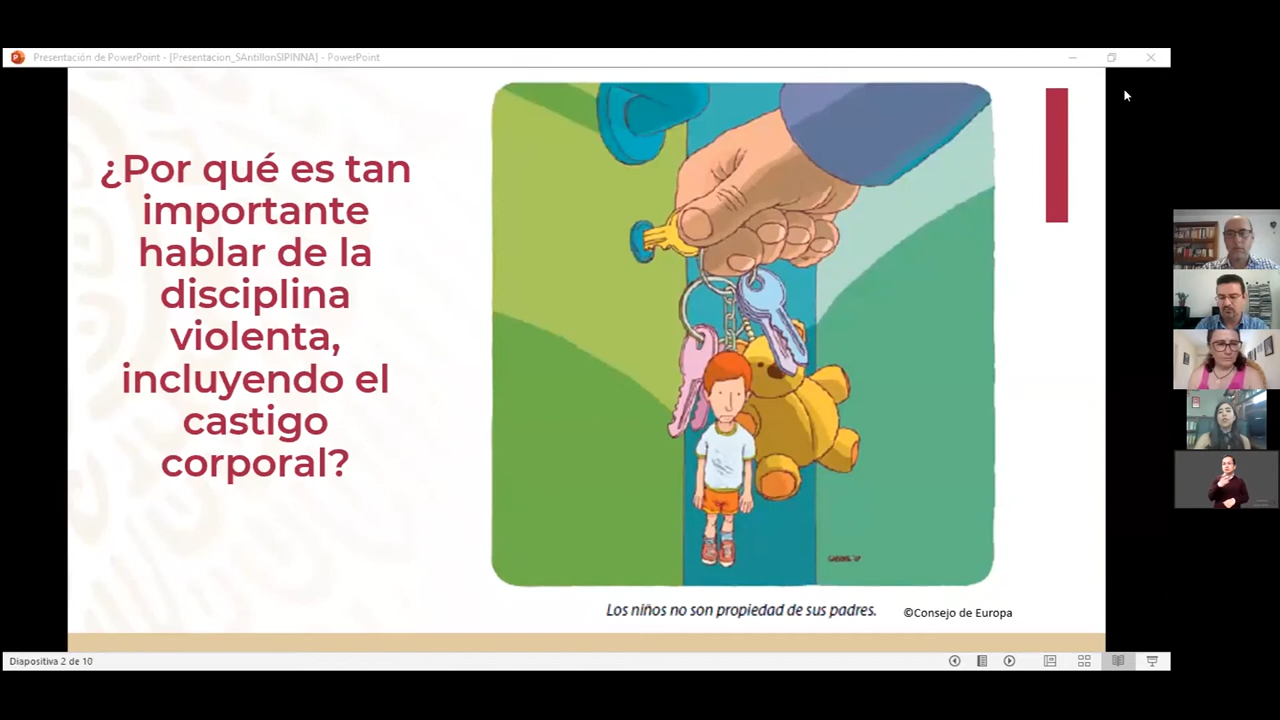 Presentación de PowerPoint - [Presentacion_SAntillonSIPINNA] - PowerPoint
¿Por qué es tan
importante
hablar de la
disciplina
violenta,
incluyendo el
castigo
corporal?
Los niños no son propiedad de sus padres.
©Consejo de Europa
Diapositiva 2 de 10